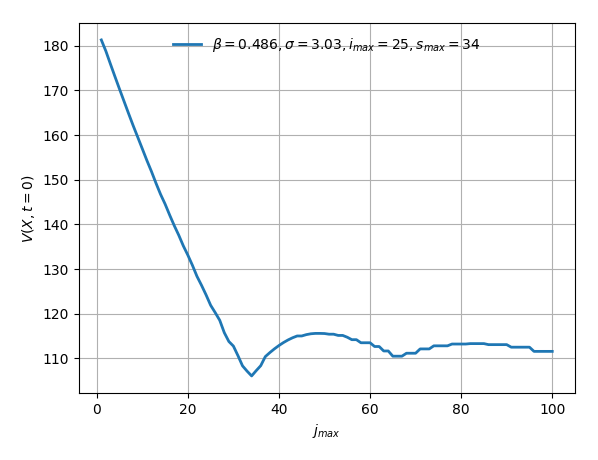 β = 0.486, σ = 3.03, i_max = 25, s_max = 34
180
170
160
150
140
130
120
110
V(X, t = 0)
0 20 40 60 80 100
j_max